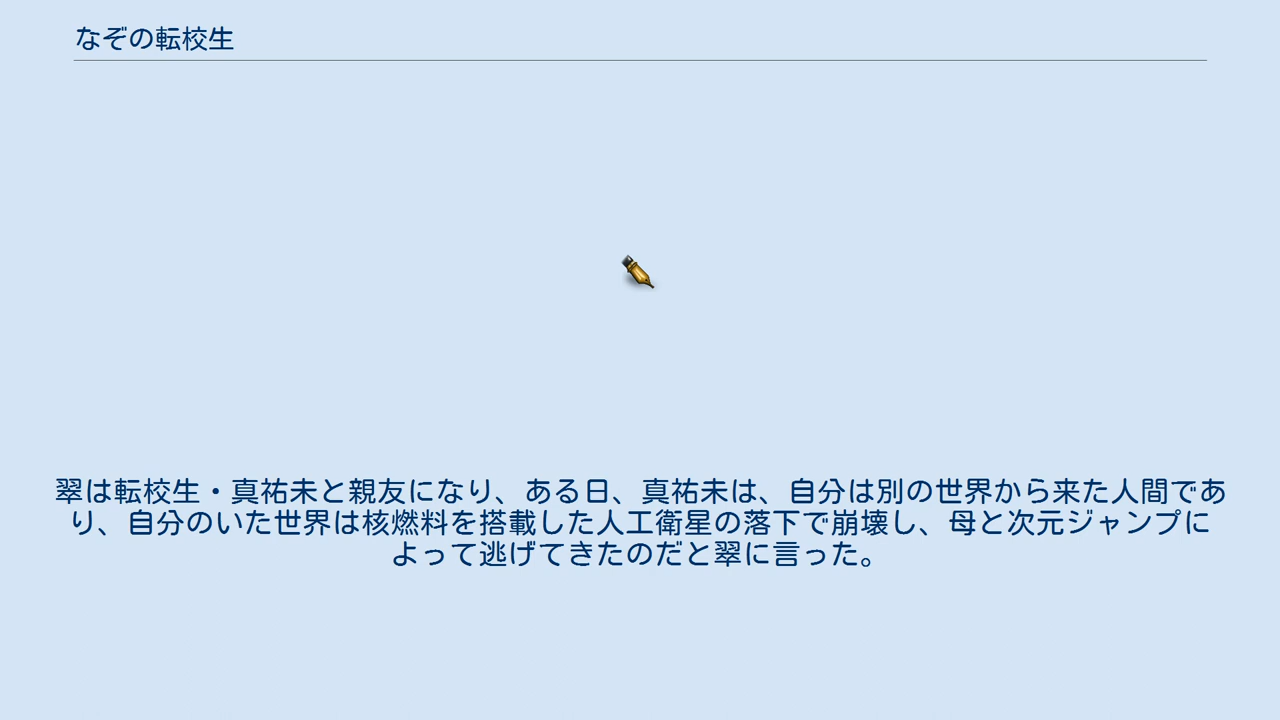 なぞの転校生
翠は転校生・真祐未と親友になり、ある日、真祐未は、自分は別の世界から来た人間であ
り、自分のいた世界は核燃料を搭載した人工衛星の落下で崩壊し、母と次元ジャンプに
よって逃げてきたのだと翠に言った。